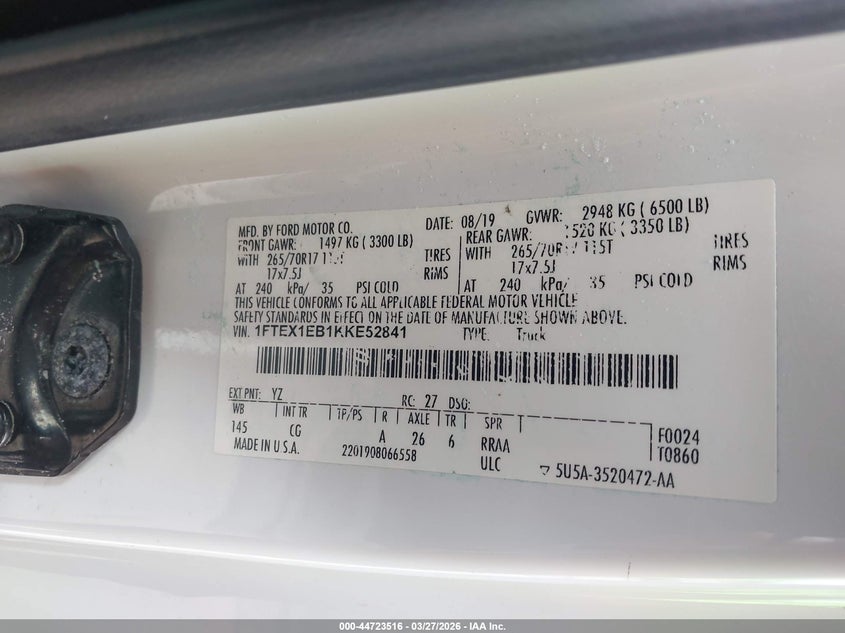 MFD. BY FORD MOTOR CO. DATE: 08/19 GVWR: 2948 KG ( 6500 LB)
FRONT GAWR: 1497 KG ( 3300 LB) REAR GAWR: 1520 KG ( 3350 LB)
WITH 265/70R17 115T TIRES WITH 265/70R17 115T TIRES
17x7.5J RIMS 17x7.5J RIMS
AT 240 kPa/ 35 PSI COLD AT 240 kPa/ 35 PSI COLD
THIS VEHICLE CONFORMS TO ALL APPLICABLE FEDERAL MOTOR VEHICLE
SAFETY STANDARDS IN EFFECT ON THE DATE OF MANUFACTURE SHOWN ABOVE.
VIN: 1FTEX1EB1KKE52841 TYPE: Truck
EXT PNT: YZ RC: 27 DSO:
WB INT TR TP/PS R AXLE TR SPR
145 CG A 26 6 RRAA F0024
MADE IN U.S.A. 22019080665SB ULC T0860
5U5A-3520472-AA
000-44723516 | 03/27/2026 - IAA Inc.